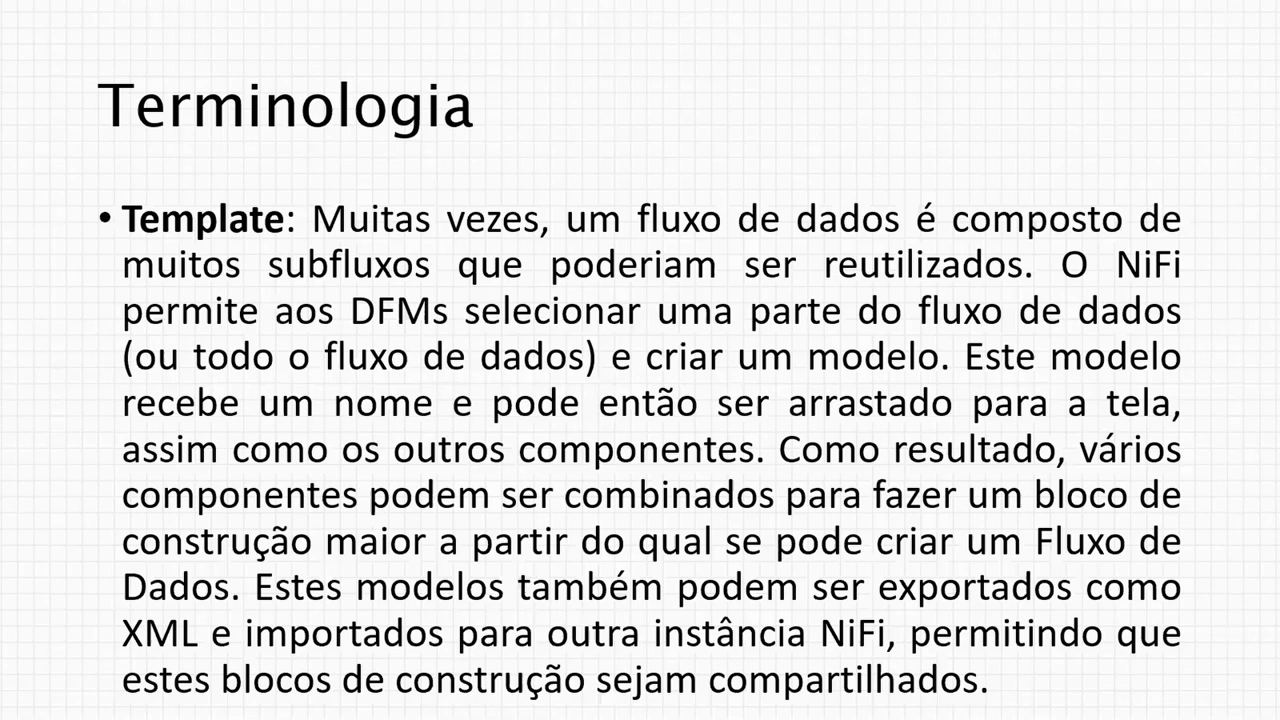 Terminologia
• Template: Muitas vezes, um fluxo de dados é composto de
muitos subfluxos que poderiam ser reutilizados. O NiFi
permite aos DFMs selecionar uma parte do fluxo de dados
(ou todo o fluxo de dados) e criar um modelo. Este modelo
recebe um nome e pode então ser arrastado para a tela,
assim como os outros componentes. Como resultado, vários
componentes podem ser combinados para fazer um bloco de
construção maior a partir do qual se pode criar um Fluxo de
Dados. Estes modelos também podem ser exportados como
XML e importados para outra instância NiFi, permitindo que
estes blocos de construção sejam compartilhados.